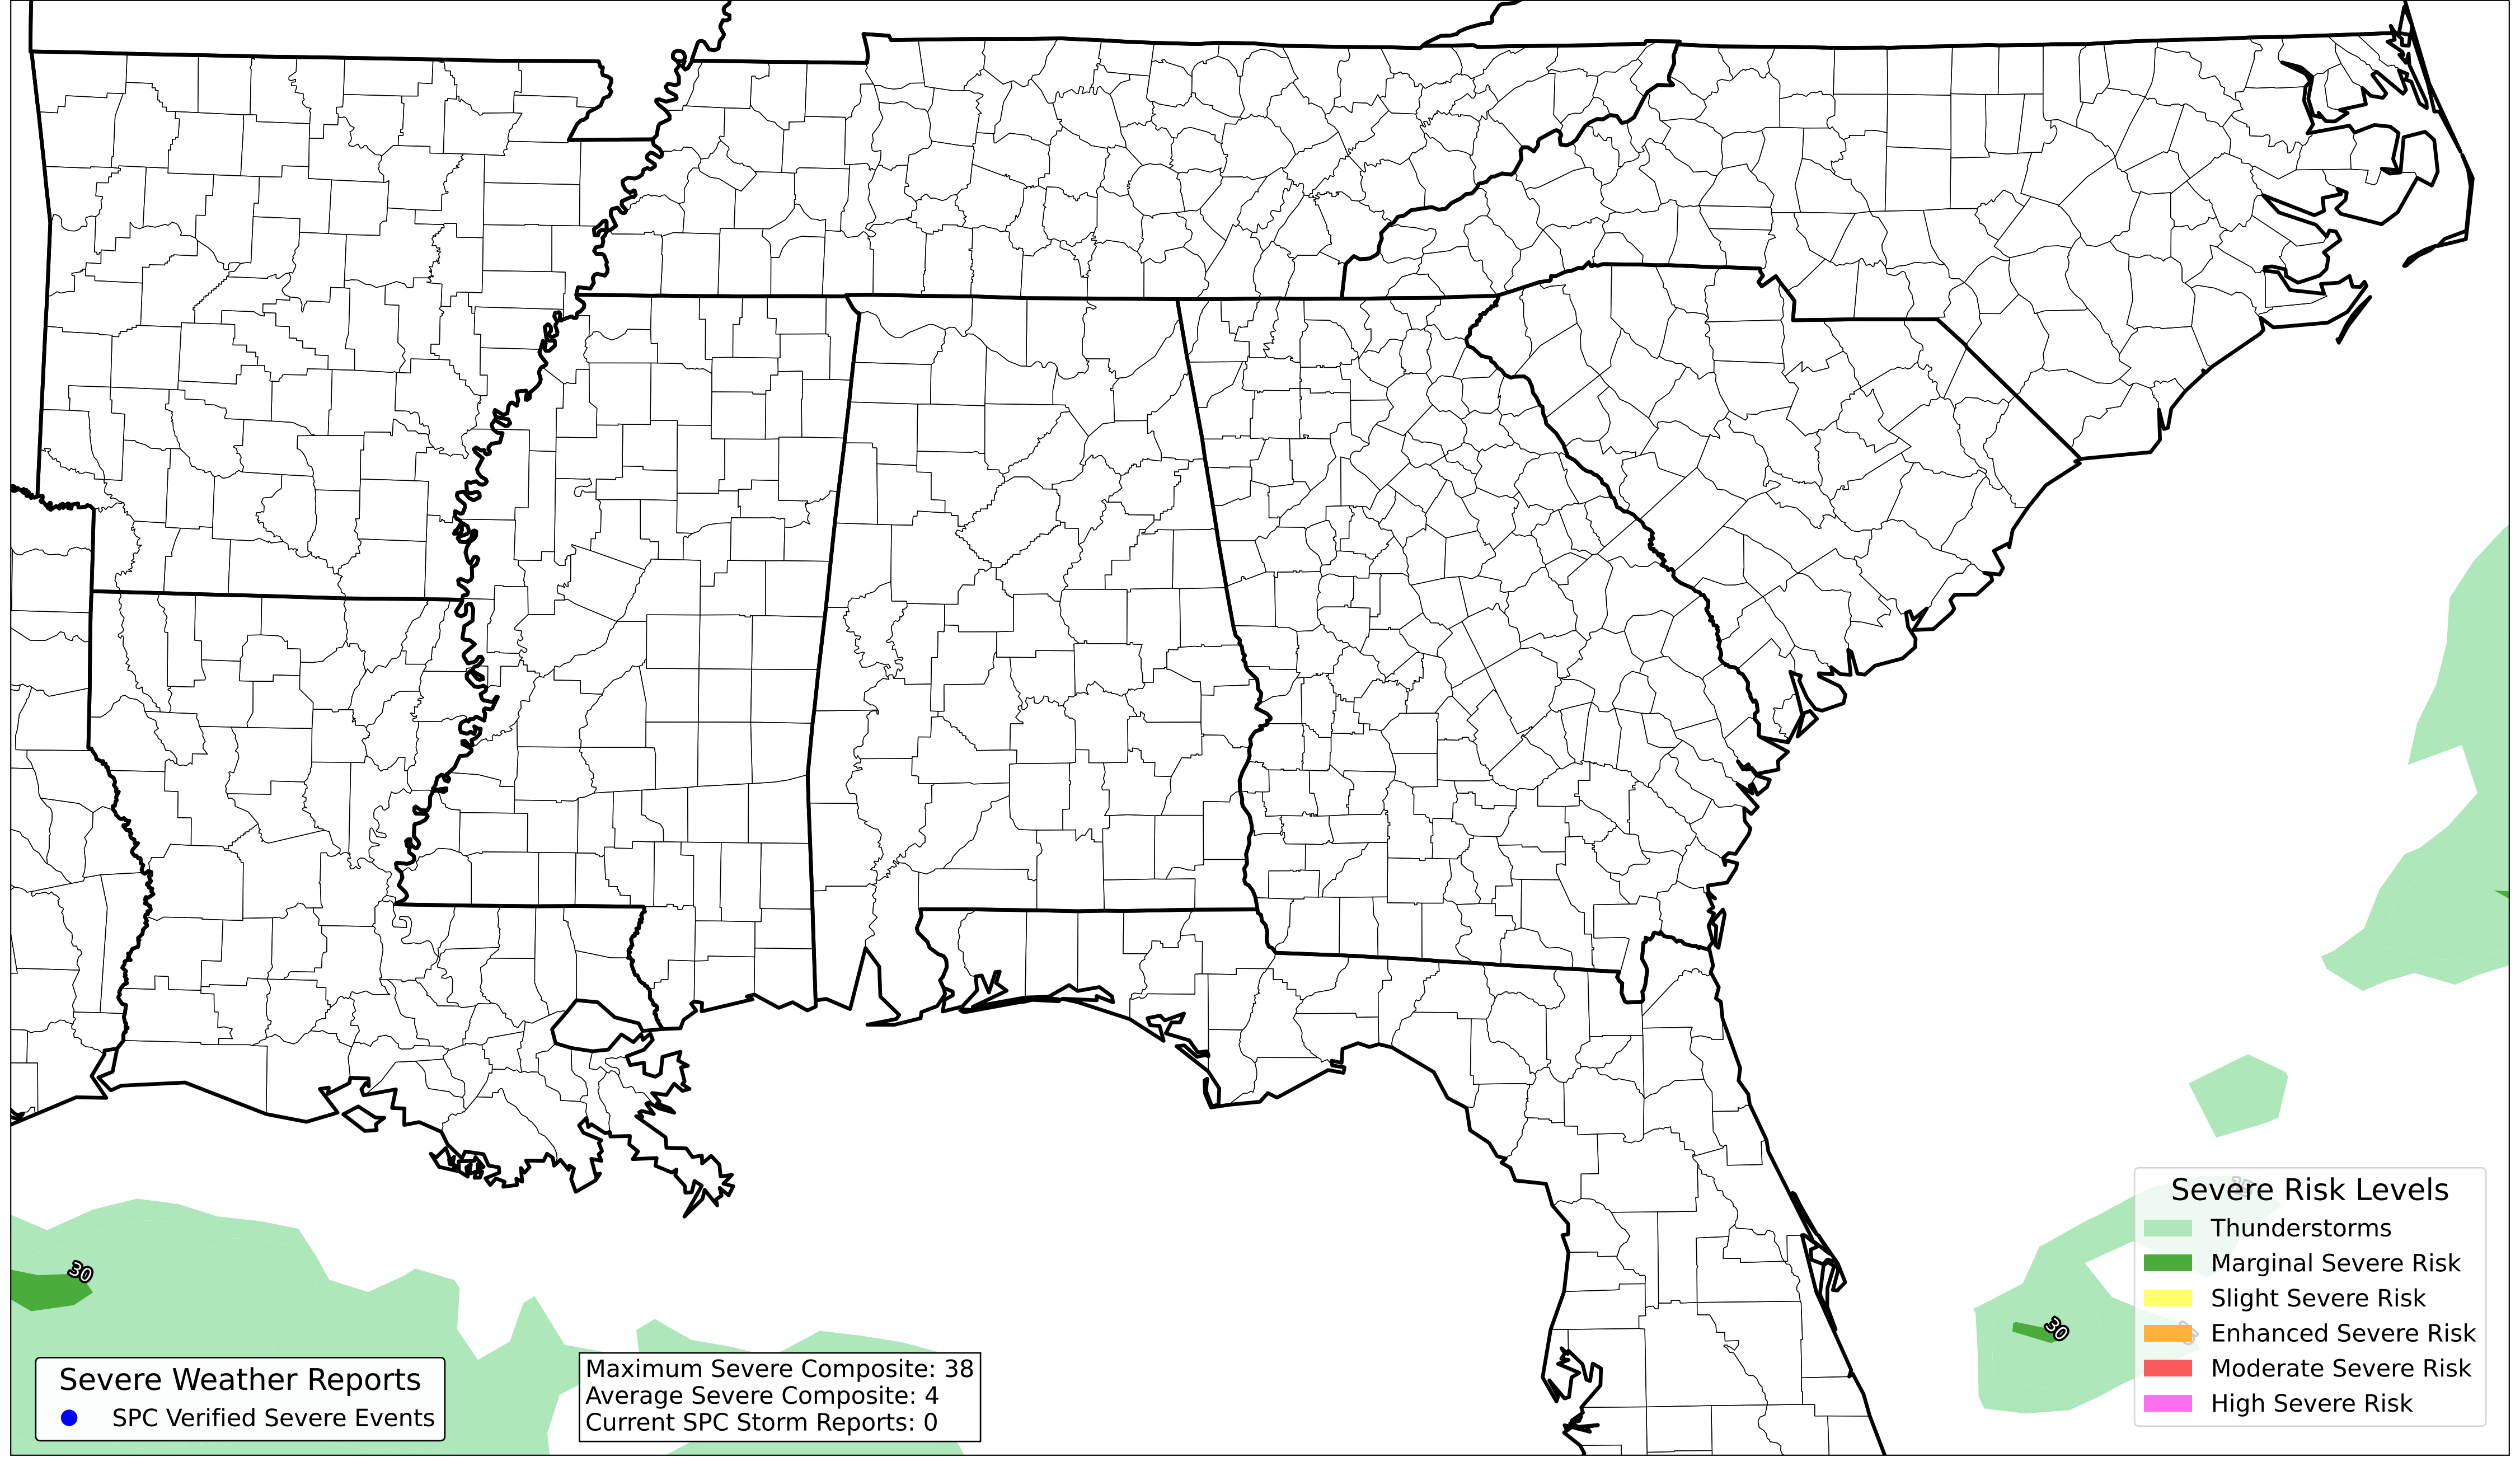 30
30
Severe Risk Levels
Thunderstorms
Marginal Severe Risk
Slight Severe Risk
Enhanced Severe Risk
Moderate Severe Risk
High Severe Risk
Severe Weather Reports
SPC Verified Severe Events
Maximum Severe Composite: 38
Average Severe Composite: 4
Current SPC Storm Reports: 0